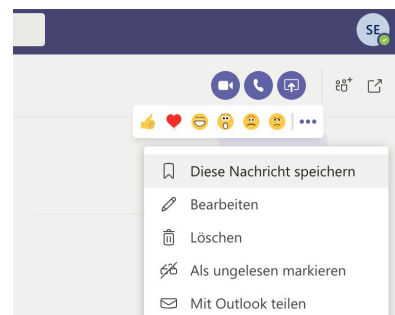 SE
Diese Nachricht speichern
Bearbeiten
Löschen
Als ungelesen markieren
Mit Outlook teilen